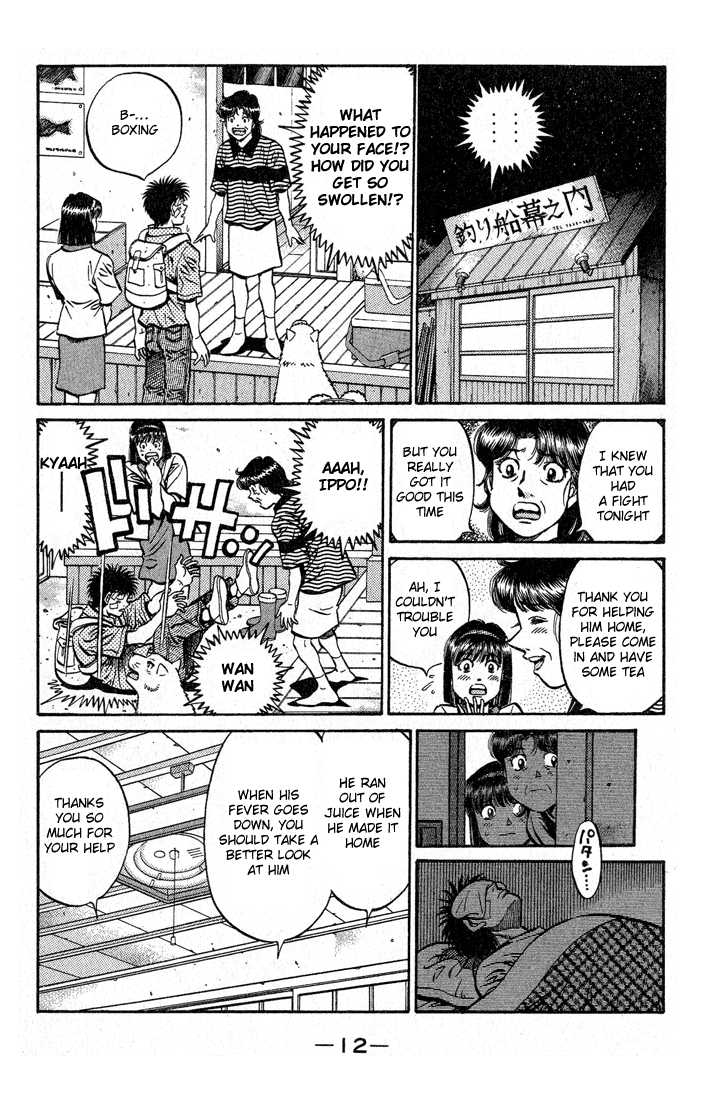 釣り船幕之内
WHAT
HAPPENED TO
YOUR FACE!?
HOW DID YOU
GET SO
SWOLLEN!?
B-...
BOXING
I KNEW
THAT YOU
HAD
A FIGHT
TONIGHT
BUT YOU
REALLY
GOT IT
GOOD THIS
TIME
THANK YOU
FOR HELPING
HIM HOME,
PLEASE COME
IN AND HAVE
SOME TEA
AH, I
COULDN'T
TROUBLE
YOU
AAAH,
IPPO!!
KYAAH
ドサッ
WAN
WAN
パタン...
HE RAN
OUT OF
JUICE WHEN
HE MADE IT
HOME
WHEN HIS
FEVER GOES
DOWN, YOU
SHOULD TAKE A
BETTER LOOK
AT HIM
THANKS
YOU SO
MUCH FOR
YOUR HELP
—12—